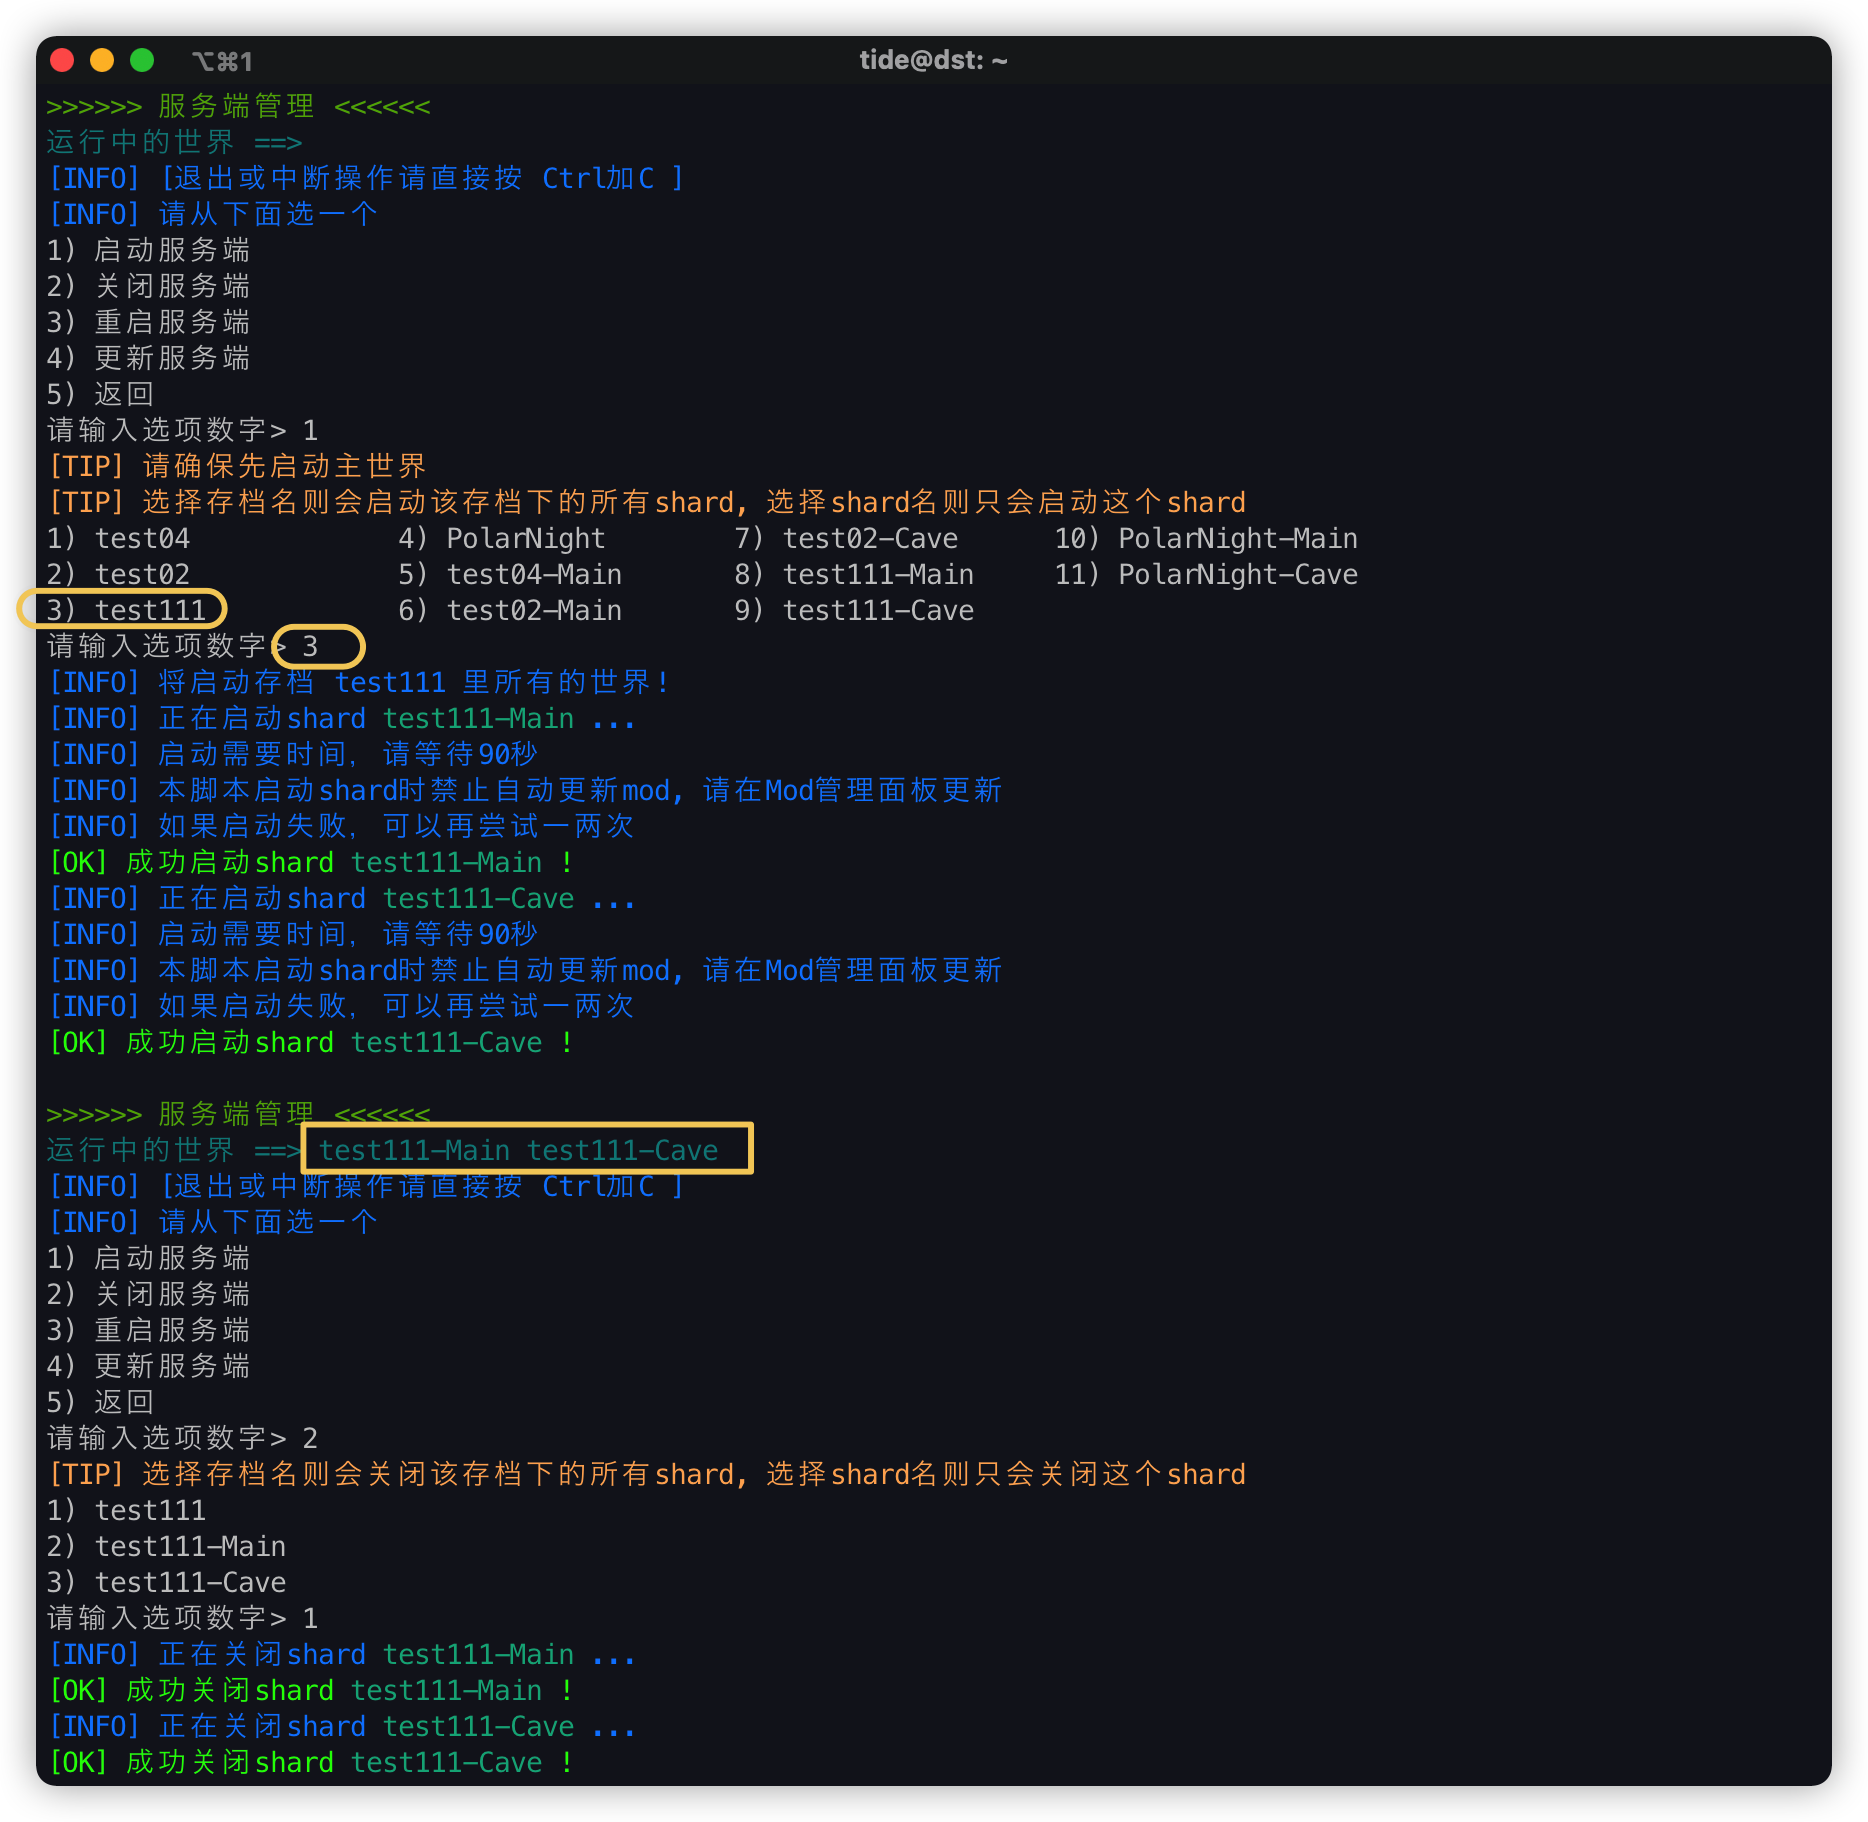 ⌥⌘1 tide@dst: ~
>>>>>> 服务端管理 <<<<<<
运行中的世界 ==>
[INFO] [退出或中断操作请直接按 Ctrl加C ]
[INFO] 请从下面选一个
1) 启动服务端
2) 关闭服务端
3) 重启服务端
4) 更新服务端
5) 返回
请输入选项数字> 1
[TIP] 请确保先启动主世界
[TIP] 选择存档名则会启动该存档下的所有shard, 选择shard名则只会启动这个shard
1) test04 4) PolarNight 7) test02-Cave 10) PolarNight-Main
2) test02 5) test04-Main 8) test111-Main 11) PolarNight-Cave
3) test111 6) test02-Main 9) test111-Cave
请输入选项数字> 3
[INFO] 将启动存档 test111 里所有的世界!
[INFO] 正在启动shard test111-Main ...
[INFO] 启动需要时间, 请等待90秒
[INFO] 本脚本启动shard时禁止自动更新mod, 请在Mod管理面板更新
[INFO] 如果启动失败, 可以再尝试一两次
[OK] 成功启动shard test111-Main !
[INFO] 正在启动shard test111-Cave ...
[INFO] 启动需要时间, 请等待90秒
[INFO] 本脚本启动shard时禁止自动更新mod, 请在Mod管理面板更新
[INFO] 如果启动失败, 可以再尝试一两次
[OK] 成功启动shard test111-Cave !
>>>>>> 服务端管理 <<<<<<
运行中的世界 ==> test111-Main test111-Cave
[INFO] [退出或中断操作请直接按 Ctrl加C ]
[INFO] 请从下面选一个
1) 启动服务端
2) 关闭服务端
3) 重启服务端
4) 更新服务端
5) 返回
请输入选项数字> 2
[TIP] 选择存档名则会关闭该存档下的所有shard, 选择shard名则只会关闭这个shard
1) test111
2) test111-Main
3) test111-Cave
请输入选项数字> 1
[INFO] 正在关闭shard test111-Main ...
[OK] 成功关闭shard test111-Main !
[INFO] 正在关闭shard test111-Cave ...
[OK] 成功关闭shard test111-Cave !